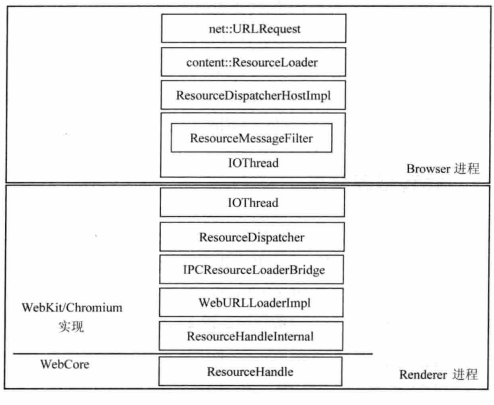 net::URLRequest
content::ResourceLoader
ResourceDispatcherHostImpl
ResourceMessageFilter
IOThread
Browser 进程
IOThread
ResourceDispatcher
IPCResourceLoaderBridge
WebURLLoaderImpl
WebKit/Chromium
实现
ResourceHandleInternal
WebCore
ResourceHandle
Renderer 进程